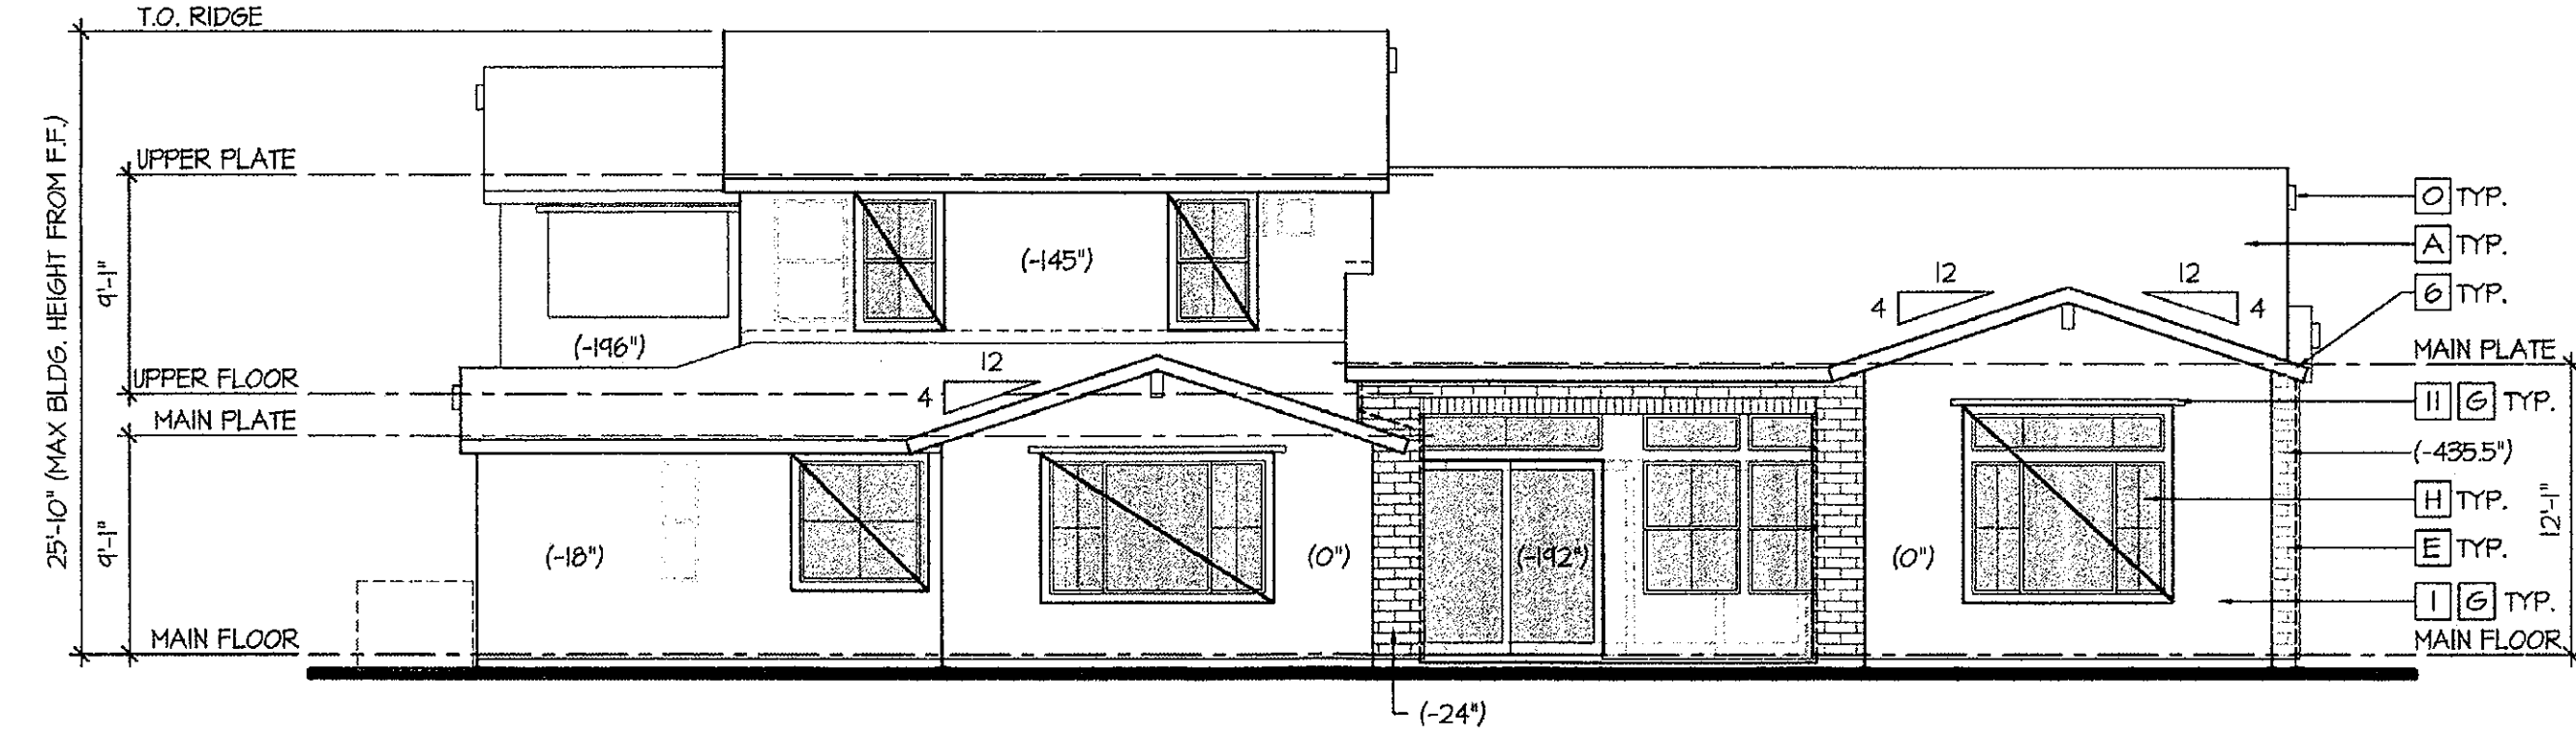 T.O. RIDGE
25'-10" (MAX BLDG. HEIGHT FROM F.F.)
UPPER PLATE
9'-1"
UPPER FLOOR
MAIN PLATE
9'-1"
MAIN FLOOR
(-145")
(-196")
12
4
(-18")
(0")
(-192")
(-24")
(0")
12
4
12
4
O TYP.
A TYP.
6 TYP.
MAIN PLATE
11 G TYP.
(-435.5")
H TYP.
12'-1"
E TYP.
1 G TYP.
MAIN FLOOR